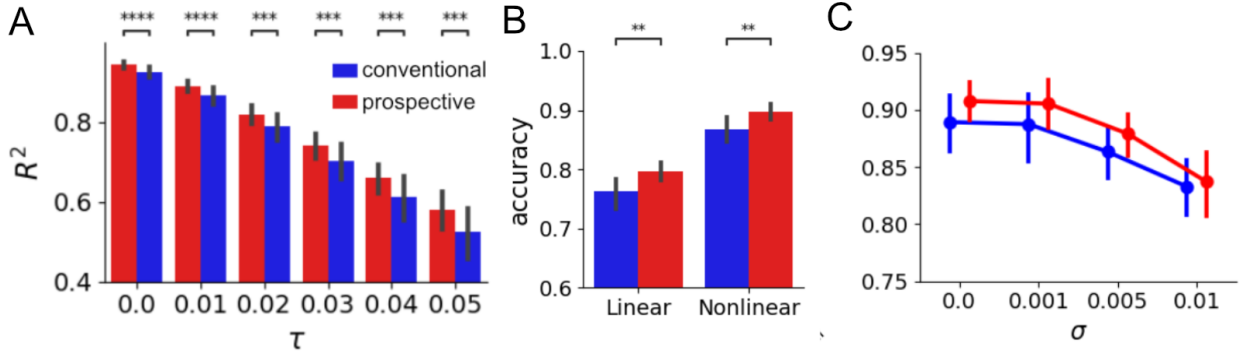 A
**** **** *** *** *** ***
conventional
prospective
R²
0.8
0.6
0.4
0.0 0.01 0.02 0.03 0.04 0.05
τ
B
** **
accuracy
1.0
0.9
0.8
0.7
0.6
Linear Nonlinear
C
0.95
0.90
0.85
0.80
0.75
0.0 0.001 0.005 0.01
σ